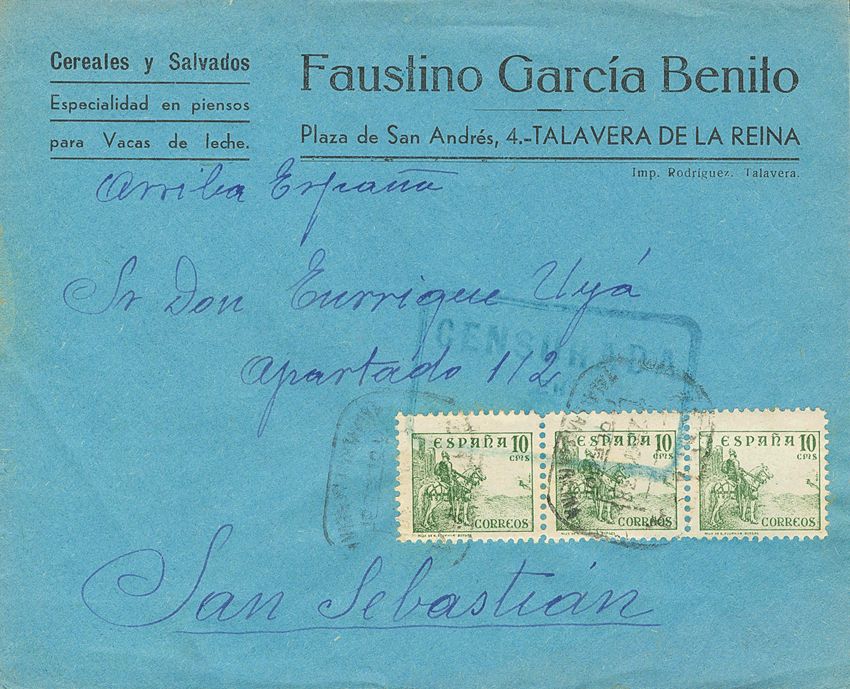 Cereales y Salvados
Especialidad en piensos
para Vacas de leche.
Faustino García Benito
Plaza de San Andrés, 4.-TALAVERA DE LA REINA
Imp. Rodríguez. Talavera.
Arriba España
Sr Don Enrrique Uyá
Apartado 112
CENSURADA
ESPAÑA 10 CTS
CORREOS
ESPAÑA 10 CTS
CORREOS
ESPAÑA 10 CTS
CORREOS
San Sebastián